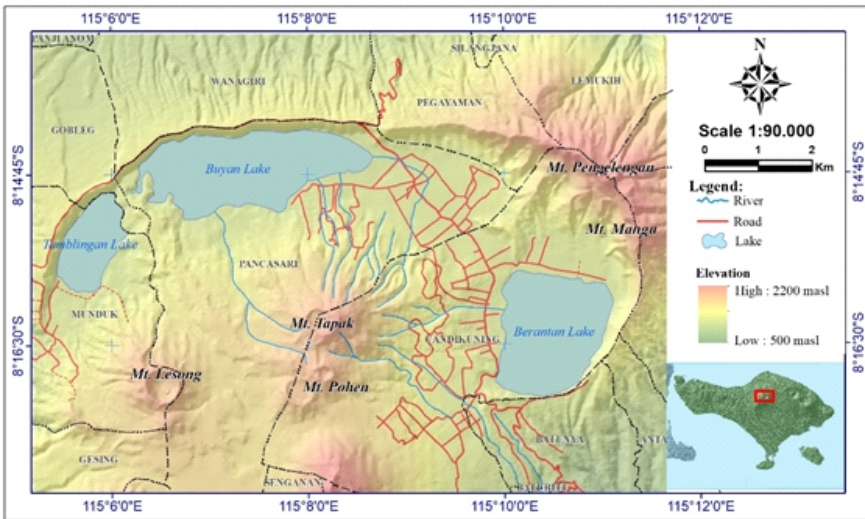 115°6'0"E
115°8'0"E
115°10'0"E
115°12'0"E
PANJIANOM
SILANGJANA
WANAGIRI
LEMUKIH
PEGAYAMAN
GOBLEG
N
Scale 1:90.000
0 1 2
Km
8°14'45"S
8°14'45"S
Buyan Lake
Mt. Pengelengan
Legend:
River
Road
Lake
Mt. Mangu
Tamblingan Lake
PANCASARI
Elevation
High : 2200 masl
Low : 500 masl
MUNDUK
Mt. Tapak
Berantan Lake
CANDIKUNING
8°16'30"S
8°16'30"S
Mt. Lesong
Mt. Pohen
BATUNYA
ANTA
GESING
SENGANAN
115°6'0"E
115°8'0"E
115°10'0"E
115°12'0"E